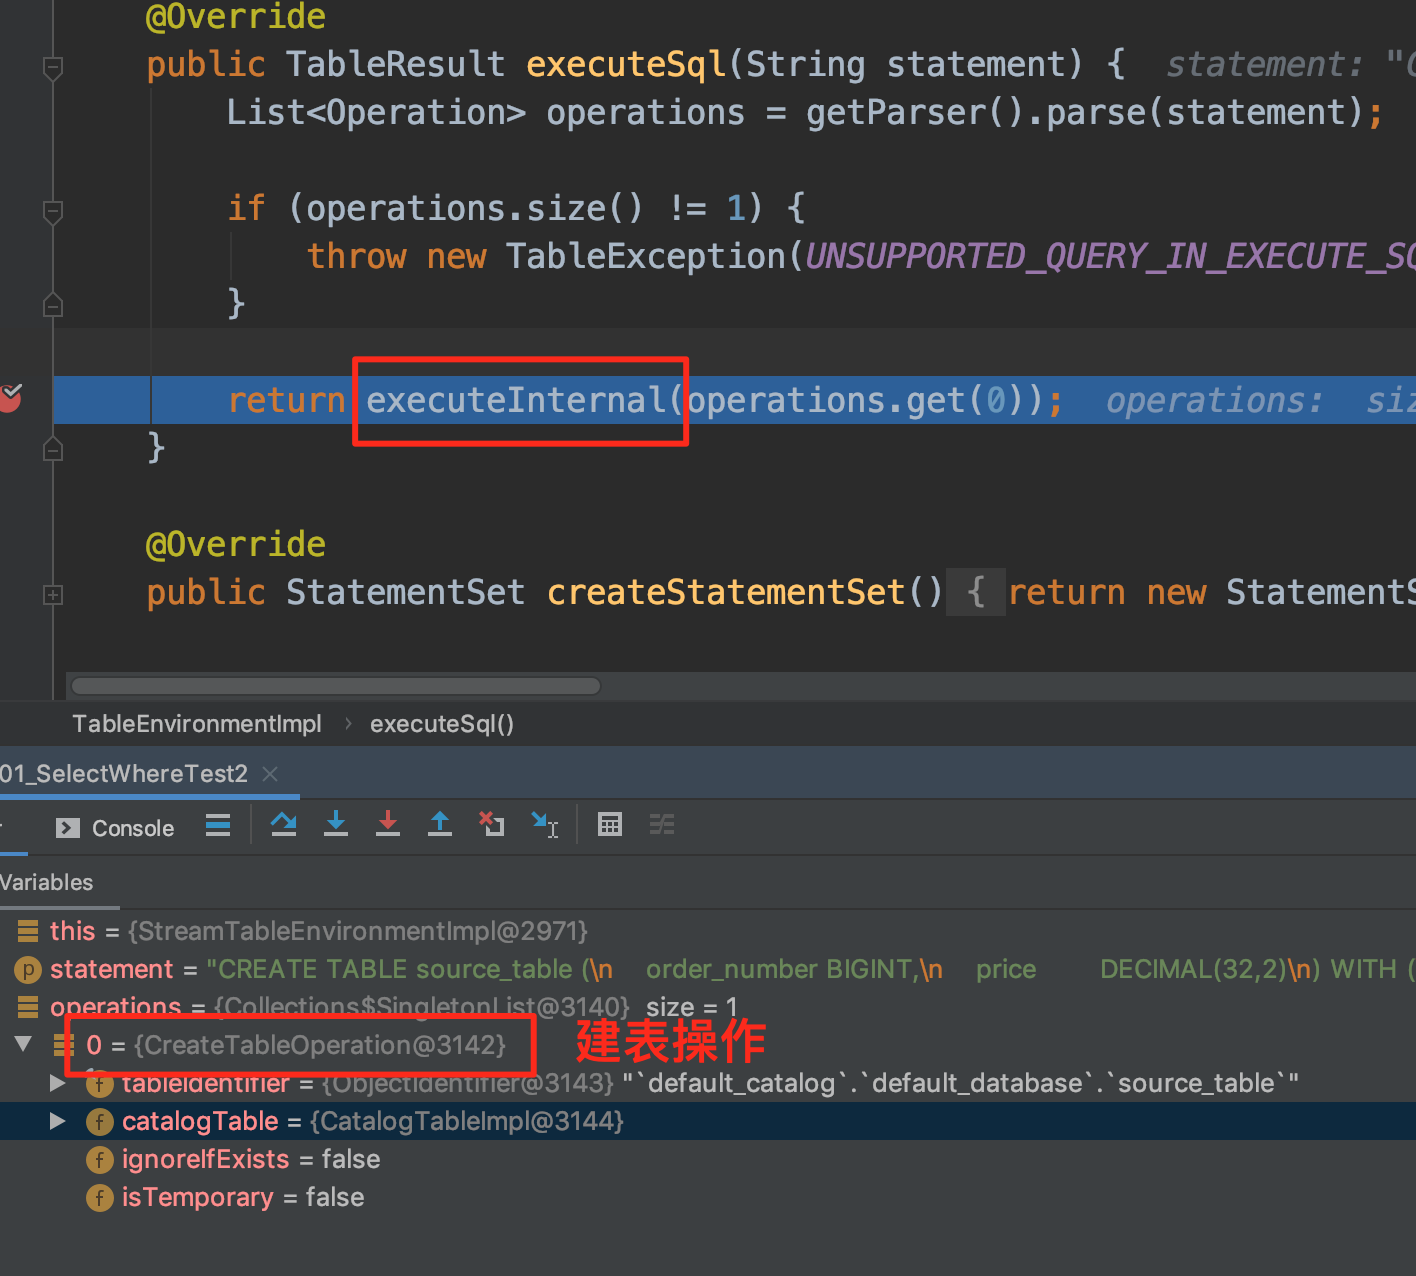 @Override
public TableResult executeSql(String statement) { statement: "C
List<Operation> operations = getParser().parse(statement);
if (operations.size() != 1) {
throw new TableException(UNSUPPORTED_QUERY_IN_EXECUTE_SQ
}
return executeInternal(operations.get(0)); operations: siz
}
@Override
public StatementSet createStatementSet() { return new StatementS
TableEnvironmentImpl › executeSql()
01_SelectWhereTest2 ×
Console
Variables
this = {StreamTableEnvironmentImpl@2971}
p statement = "CREATE TABLE source_table (\n order_number BIGINT,\n price DECIMAL(32,2)\n) WITH (
operations = {Collections$SingletonList@3140} size = 1
0 = {CreateTableOperation@3142} 建表操作
f tableIdentifier = {ObjectIdentifier@3143} "`default_catalog`.`default_database`.`source_table`"
f catalogTable = {CatalogTableImpl@3144}
f ignoreIfExists = false
f isTemporary = false